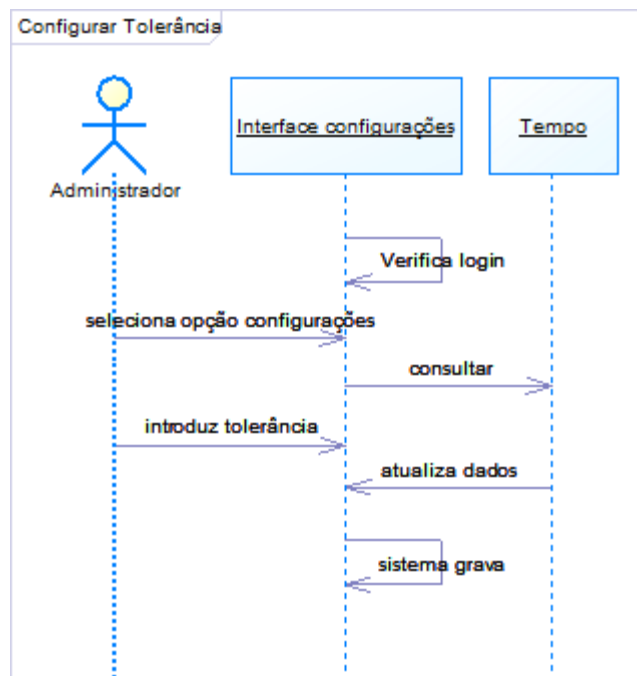 Configurar Tolerância
Interface configurações
Tempo
Administrador
Verifica login
seleciona opção configurações
consultar
introduz tolerância
atualiza dados
sistema grava